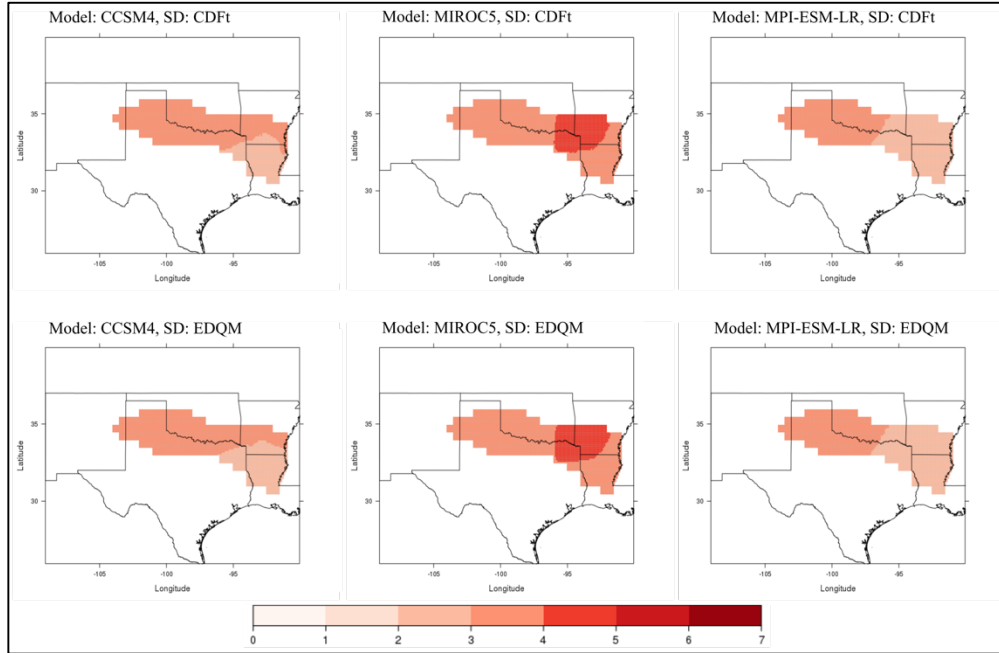 Model: CCSM4, SD: CDFt
Model: MIROC5, SD: CDFt
Model: MPI-ESM-LR, SD: CDFt
35
30
Latitude
-105
-100
-95
Longitude
35
30
Latitude
-105
-100
-95
Longitude
35
30
Latitude
-105
-100
-95
Longitude
Model: CCSM4, SD: EDQM
Model: MIROC5, SD: EDQM
Model: MPI-ESM-LR, SD: EDQM
35
30
Latitude
-105
-100
-95
Longitude
35
30
Latitude
-105
-100
-95
Longitude
35
30
Latitude
-105
-100
-95
Longitude
0 1 2 3 4 5 6 7